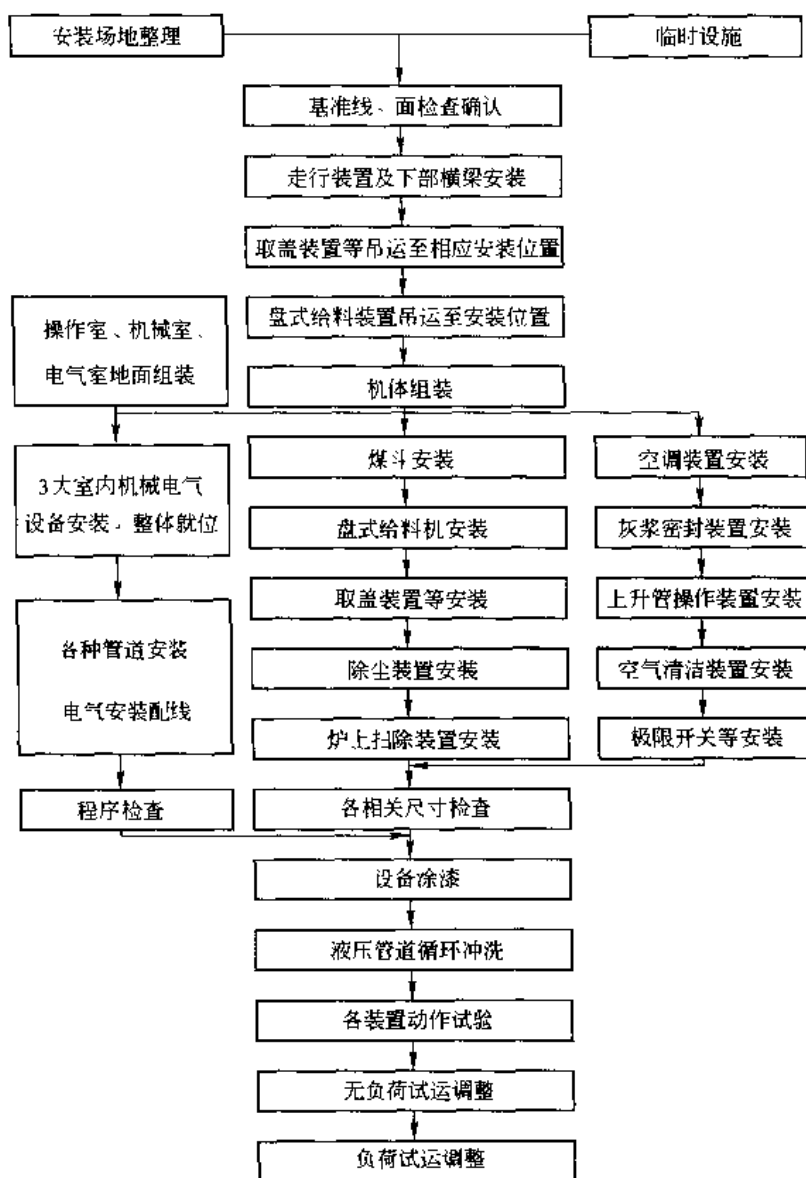 安装场地整理
临时设施
基准线、面检查确认
走行装置及下部横梁安装
取盖装置等吊运至相应安装位置
盘式给料装置吊运至安装位置
操作室、机械室、
电气室地面组装
机体组装
3大室内机械电气
设备安装，整体就位
煤斗安装
空调装置安装
盘式给料机安装
灰浆密封装置安装
取盖装置等安装
上升管操作装置安装
各种管道安装
电气安装配线
除尘装置安装
空气清洁装置安装
炉上扫除装置安装
极限开关等安装
程序检查
各相关尺寸检查
设备涂漆
液压管道循环冲洗
各装置动作试验
无负荷试运调整
负荷试运调整